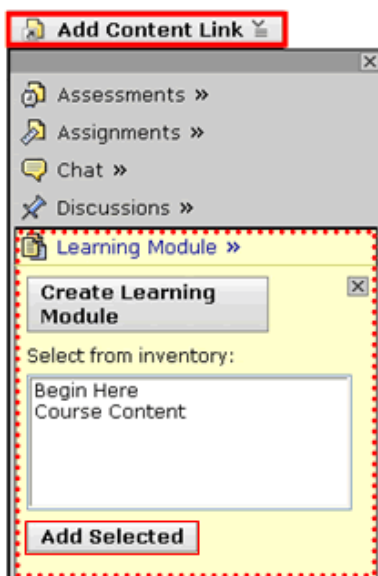 Add Content Link
Assessments »
Assignments »
Chat »
Discussions »
Learning Module »
Create Learning
Module
Select from inventory:
Begin Here
Course Content
Add Selected